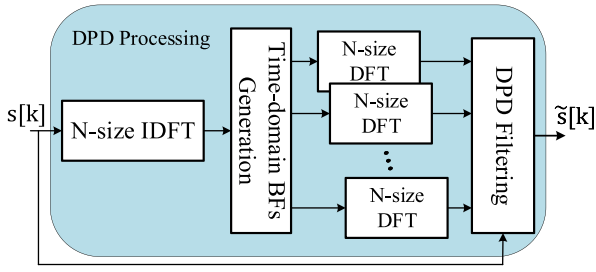 DPD Processing
s[k]
N-size IDFT
Time-domain BFs
Generation
N-size
DFT
N-size
DFT
N-size
DFT
DPD Filtering
s̃[k]